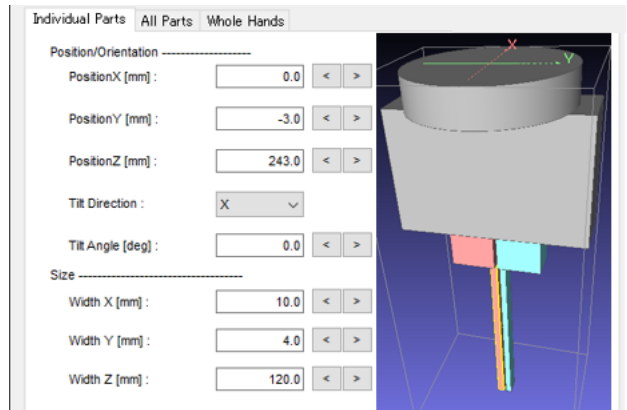 Individual Parts All Parts Whole Hands
Position/Orientation --------------------
PositionX [mm] : 0.0 < >
PositionY [mm] : -3.0 < >
PositionZ [mm] : 243.0 < >
Tilt Direction : X
Tilt Angle [deg] : 0.0 < >
Size -------------------------------------
Width X [mm] : 10.0 < >
Width Y [mm] : 4.0 < >
Width Z [mm] : 120.0 < >
X
Y